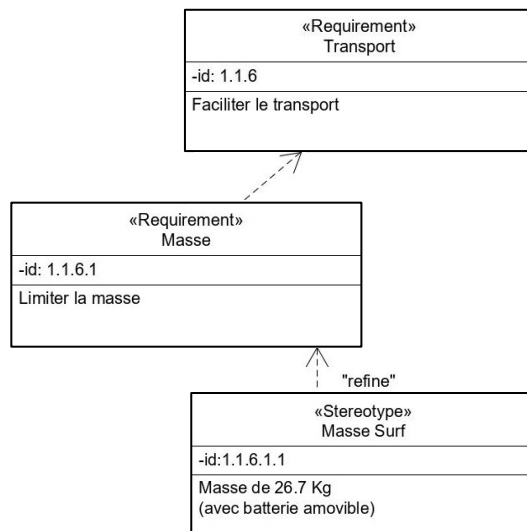 «Requirement»
Transport
-id: 1.1.6
Faciliter le transport
«Requirement»
Masse
-id: 1.1.6.1
Limiter la masse
"refine"
«Stereotype»
Masse Surf
-id:1.1.6.1.1
Masse de 26.7 Kg
(avec batterie amovible)